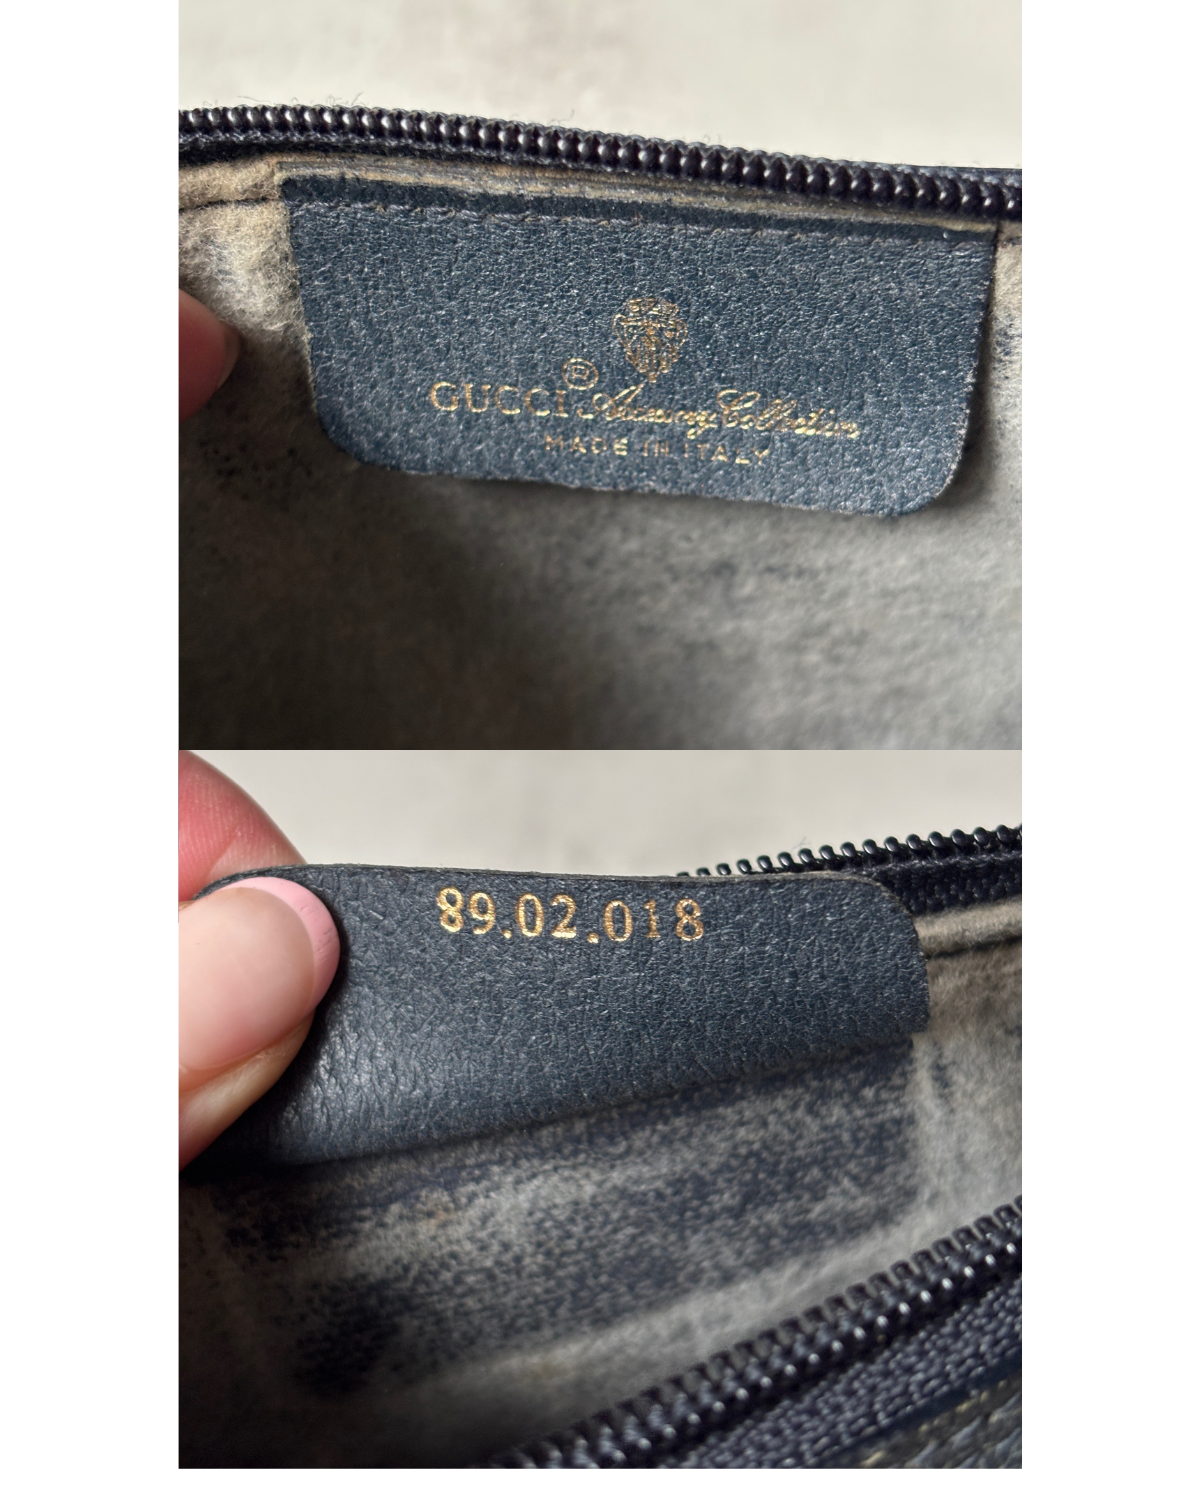 GUCCI® Accessory Collection
MADE IN ITALY
89.02.018